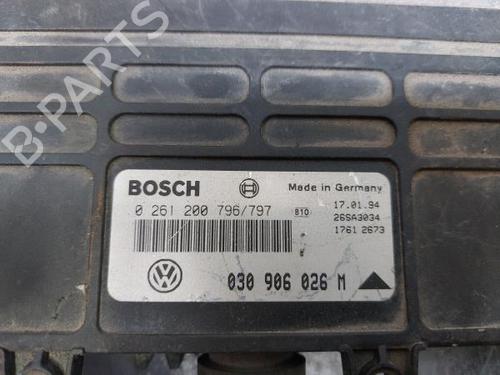 B-PARTS
BOSCH Made in Germany
0 261 200 796/797 B10 17.01.94
26SA3034
1761 2673
030 906 026 M